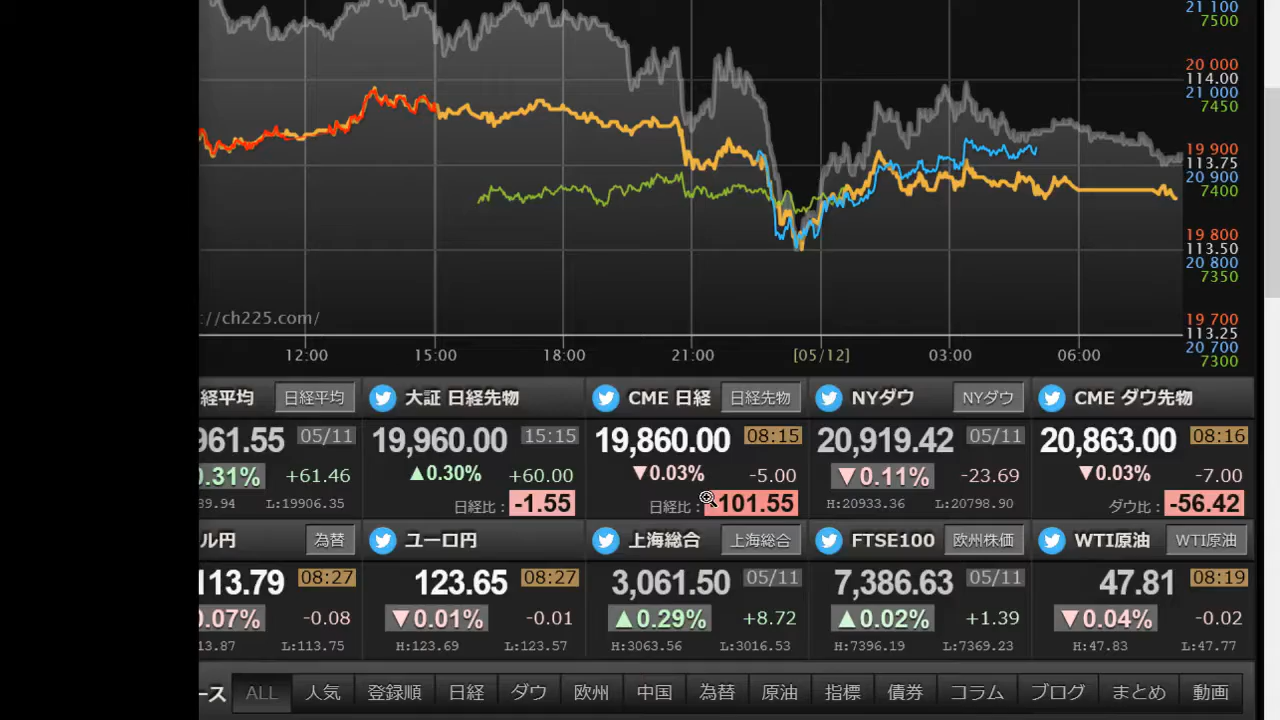 21 100
7500
20 000
114.00
21 000
7450
19 900
113.75
20 900
7400
19 800
113.50
20 800
7350
://ch225.com/
19 700
113.25
20 700
7300
12:00 15:00 18:00 21:00 [05/12] 03:00 06:00
経平均 日経平均 大証 日経先物 CME 日経 日経先物 NYダウ NYダウ CME ダウ先物
961.55 05/11 19,960.00 15:15 19,860.00 08:15 20,919.42 05/11 20,863.00 08:16
0.31% +61.46 ▲0.30% +60.00 ▼0.03% -5.00 ▼0.11% -23.69 ▼0.03% -7.00
89.94 L:19906.35 日経比: -1.55 日経比: -101.55 H:20933.36 L:20798.90 ダウ比: -56.42
ル円 為替 ユーロ円 上海総合 上海総合 FTSE100 欧州株価 WTI原油 WTI原油
113.79 08:27 123.65 08:27 3,061.50 05/11 7,386.63 05/11 47.81 08:19
0.07% -0.08 ▼0.01% -0.01 ▲0.29% +8.72 ▲0.02% +1.39 ▼0.04% -0.02
13.87 L:113.75 H:123.69 L:123.57 H:3063.56 L:3016.53 H:7396.19 L:7369.23 H:47.83 L:47.77
ース ALL 人気 登録順 日経 ダウ 欧州 中国 為替 原油 指標 債券 コラム ブログ まとめ 動画